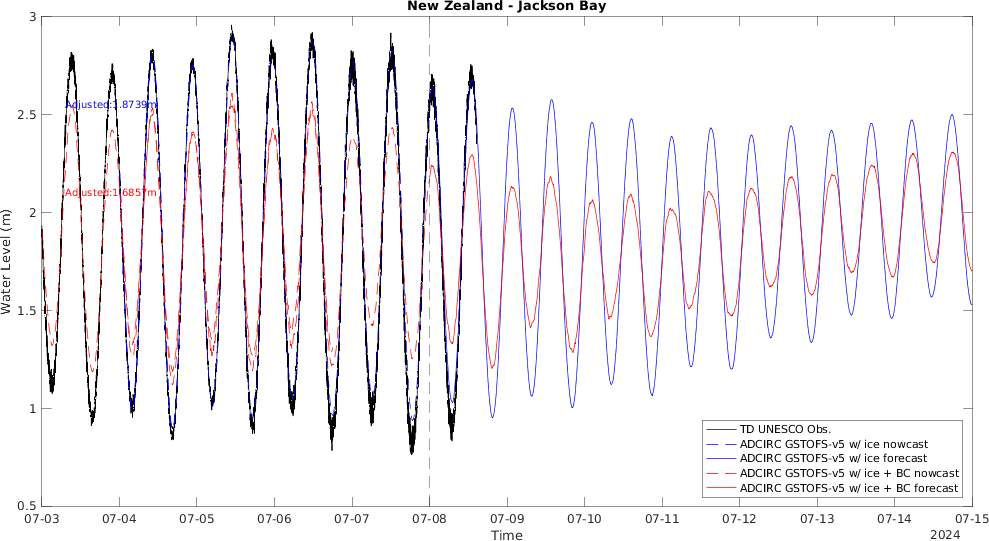 New Zealand - Jackson Bay
3
2.5
2
1.5
1
0.5
Water Level (m)
Adjusted:1.8739m
Adjusted:1.6857m
TD UNESCO Obs.
ADCIRC GSTOFS-v5 w/ ice nowcast
ADCIRC GSTOFS-v5 w/ ice forecast
ADCIRC GSTOFS-v5 w/ ice + BC nowcast
ADCIRC GSTOFS-v5 w/ ice + BC forecast
07-03 07-04 07-05 07-06 07-07 07-08 07-09 07-10 07-11 07-12 07-13 07-14 07-15
Time
2024